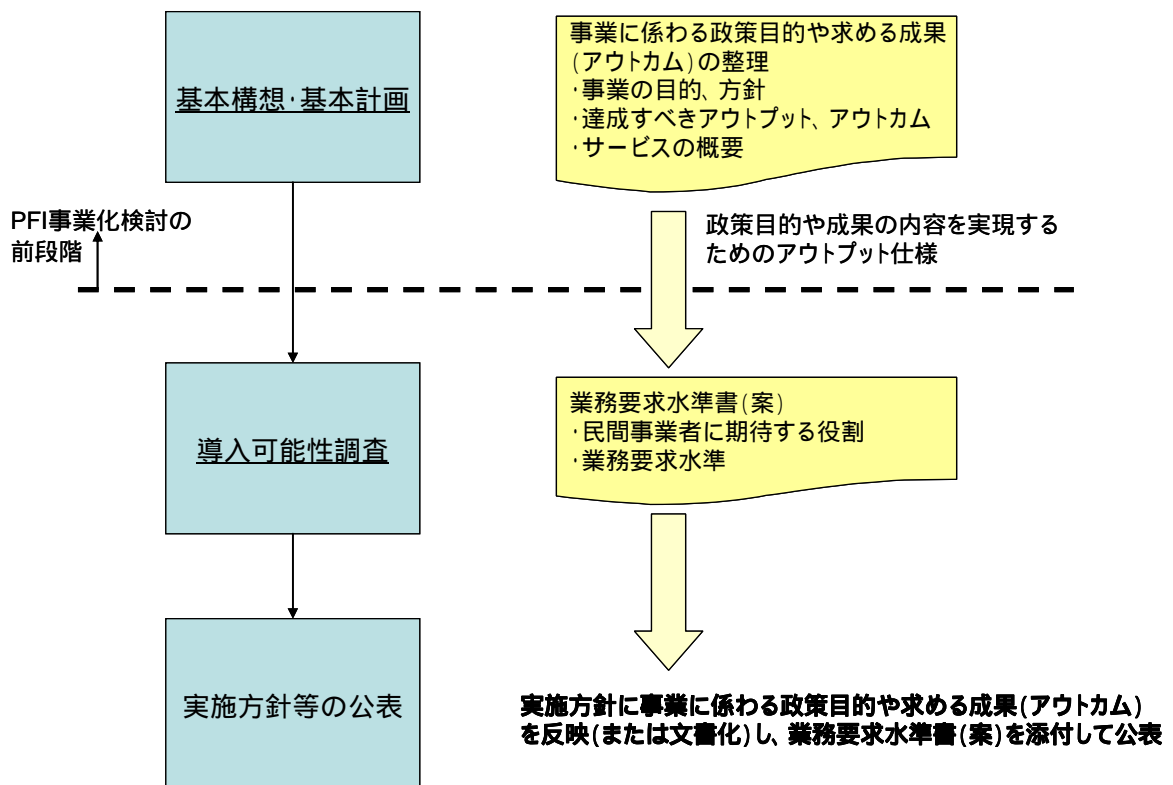 基本構想・基本計画
事業に係わる政策目的や求める成果
(アウトカム)の整理
・事業の目的、方針
・達成すべきアウトプット、アウトカム
・サービスの概要
PFI事業化検討の
前段階
政策目的や成果の内容を実現する
ためのアウトプット仕様
導入可能性調査
業務要求水準書(案)
・民間事業者に期待する役割
・業務要求水準
実施方針等の公表
実施方針に事業に係わる政策目的や求める成果(アウトカム)
を反映(または文書化)し、業務要求水準書(案)を添付して公表